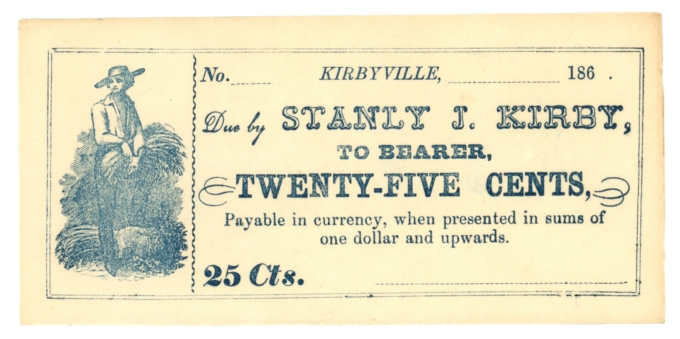 No. KIRBYVILLE, 186 .
Due by STANLY J. KIRBY,
TO BEARER,
TWENTY-FIVE CENTS,
Payable in currency, when presented in sums of
one dollar and upwards.
25 Cts.